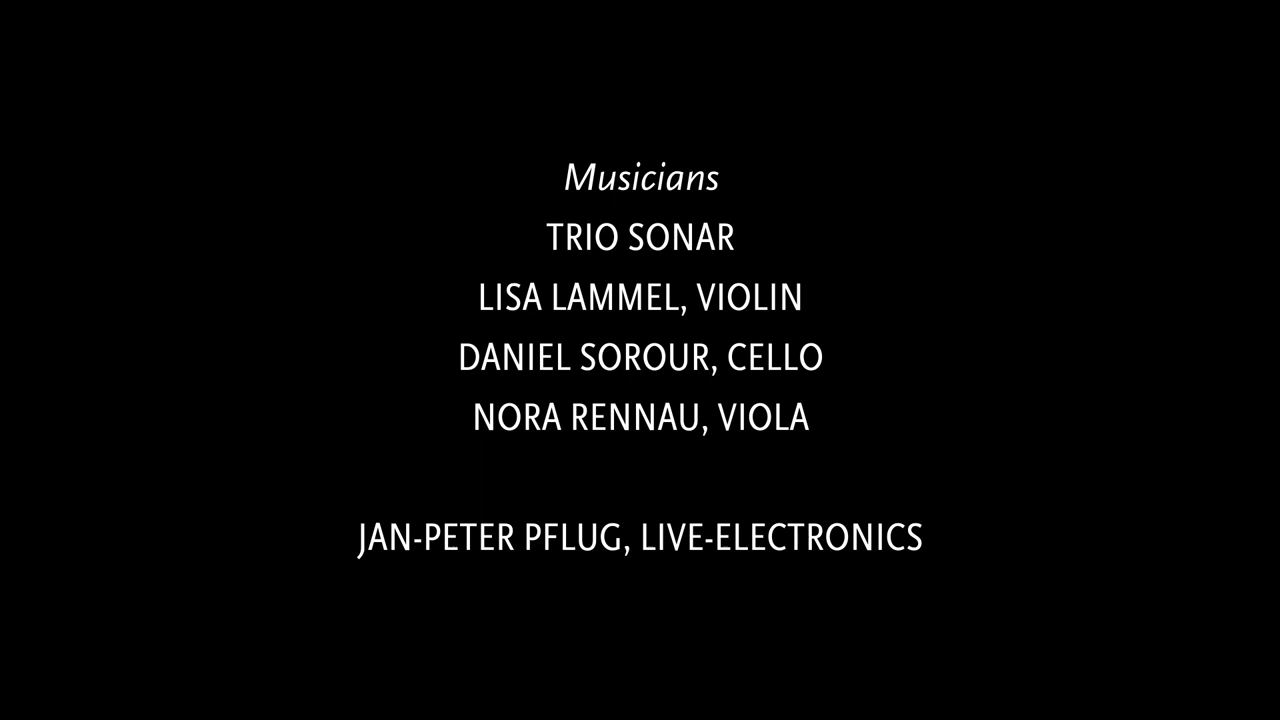 Musicians
TRIO SONAR
LISA LAMMEL, VIOLIN
DANIEL SOROUR, CELLO
NORA RENNAU, VIOLA
JAN-PETER PFLUG, LIVE-ELECTRONICS